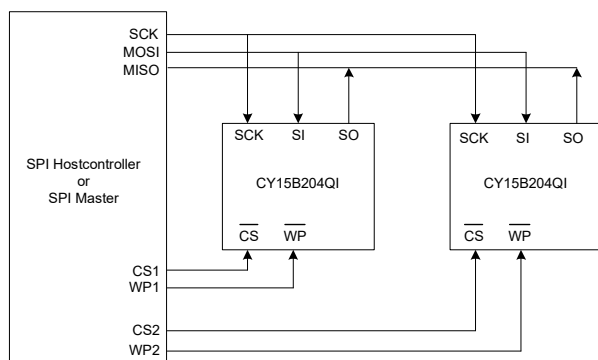 SCK
MOSI
MISO
SCK SI SO
SCK SI SO
SPI Hostcontroller
or
SPI Master
CY15B204QI
CY15B204QI
CS WP
CS WP
CS1
WP1
CS2
WP2